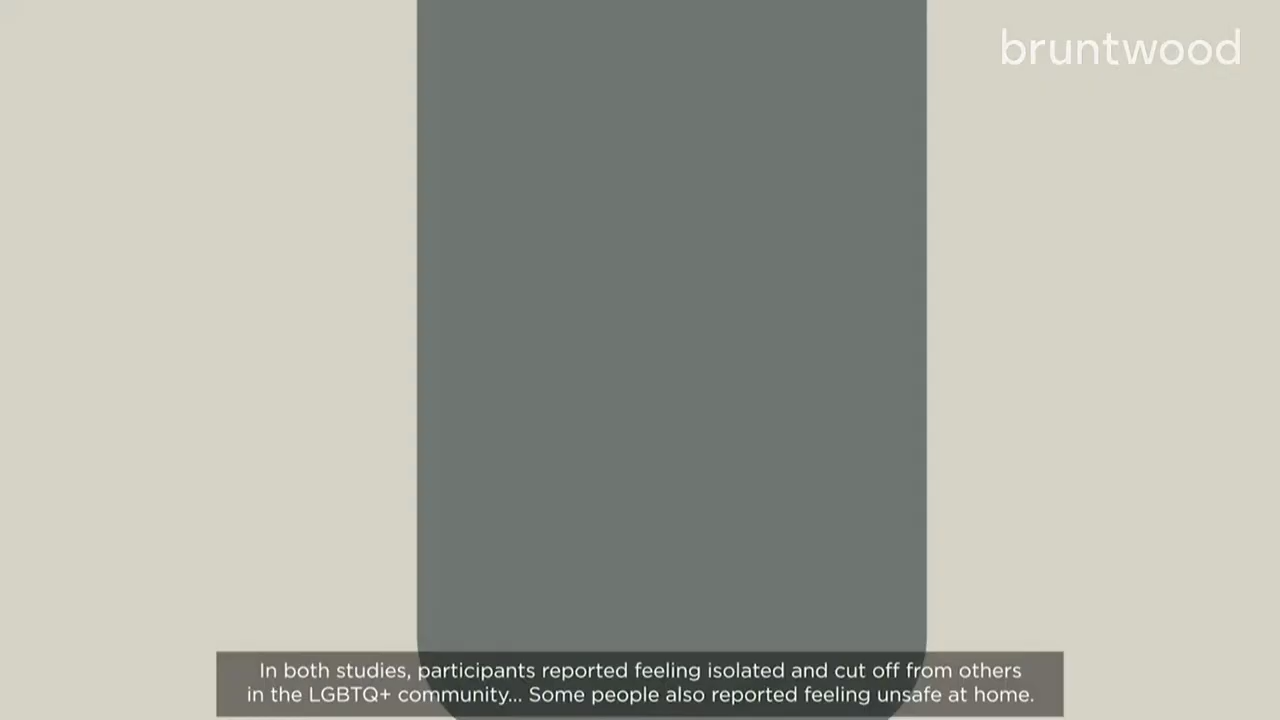 bruntwood
In both studies, participants reported feeling isolated and cut off from others
in the LGBTQ+ community... Some people also reported feeling unsafe at home.